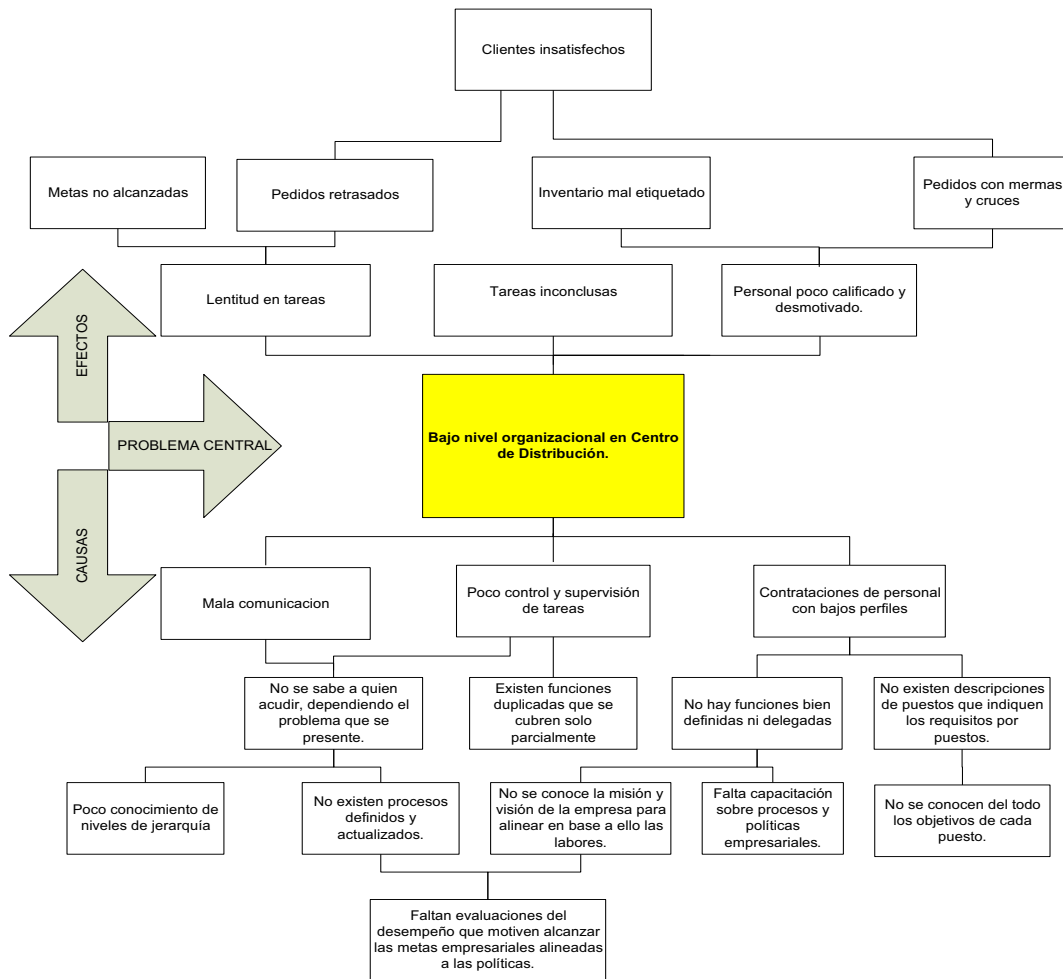 Clientes insatisfechos
Metas no alcanzadas
Pedidos retrasados
Inventario mal etiquetado
Pedidos con mermas
y cruces
Lentitud en tareas
Tareas inconclusas
Personal poco calificado y
desmotivado.
EFECTOS
PROBLEMA CENTRAL
Bajo nivel organizacional en Centro
de Distribución.
CAUSAS
Mala comunicacion
Poco control y supervisión
de tareas
Contrataciones de personal
con bajos perfiles
No se sabe a quien
acudir, dependiendo el
problema que se
presente.
Existen funciones
duplicadas que se
cubren solo
parcialmente
No hay funciones bien
definidas ni delegadas
No existen descripciones
de puestos que indiquen
los requisitos por
puestos.
Poco conocimiento de
niveles de jerarquía
No existen procesos
definidos y
actualizados.
No se conoce la misión y
visión de la empresa para
alinear en base a ello las
labores.
Falta capacitación
sobre procesos y
políticas
empresariales.
No se conocen del todo
los objetivos de cada
puesto.
Faltan evaluaciones del
desempeño que motiven alcanzar
las metas empresariales alineadas
a las políticas.